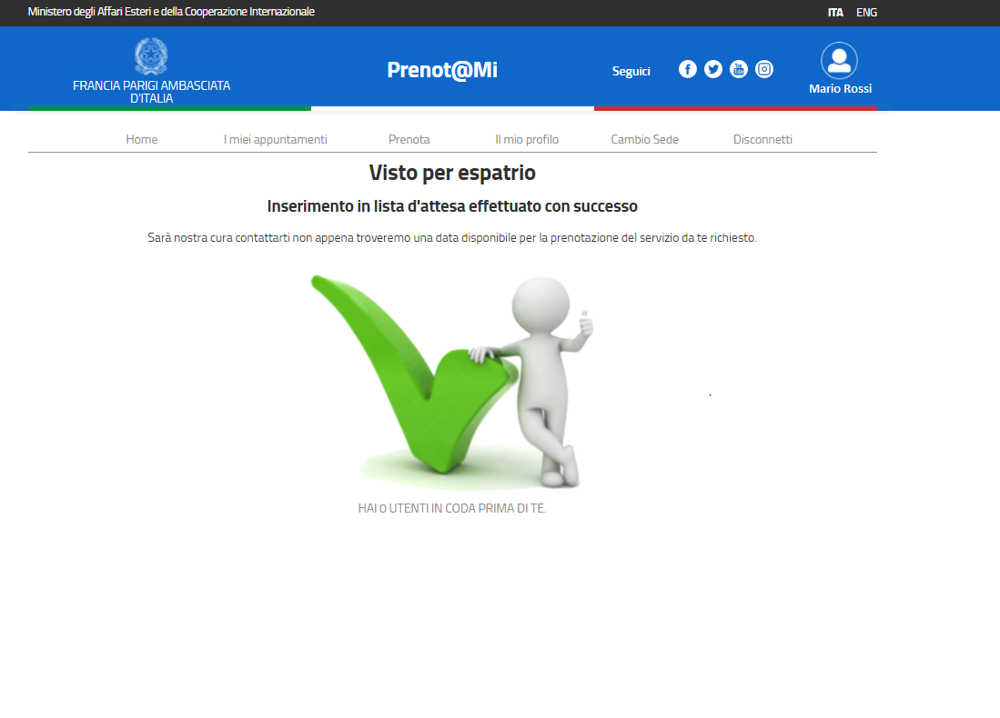 Ministero degli Affari Esteri e della Cooperazione Internazionale
ITA ENG
FRANCIA PARIGI AMBASCIATA
D'ITALIA
Prenot@Mi
Seguici
Mario Rossi
Home I miei appuntamenti Prenota Il mio profilo Cambio Sede Disconnetti
Visto per espatrio
Inserimento in lista d'attesa effettuato con successo
Sarà nostra cura contattarti non appena troveremo una data disponibile per la prenotazione del servizio da te richiesto.
HAI 0 UTENTI IN CODA PRIMA DI TE.